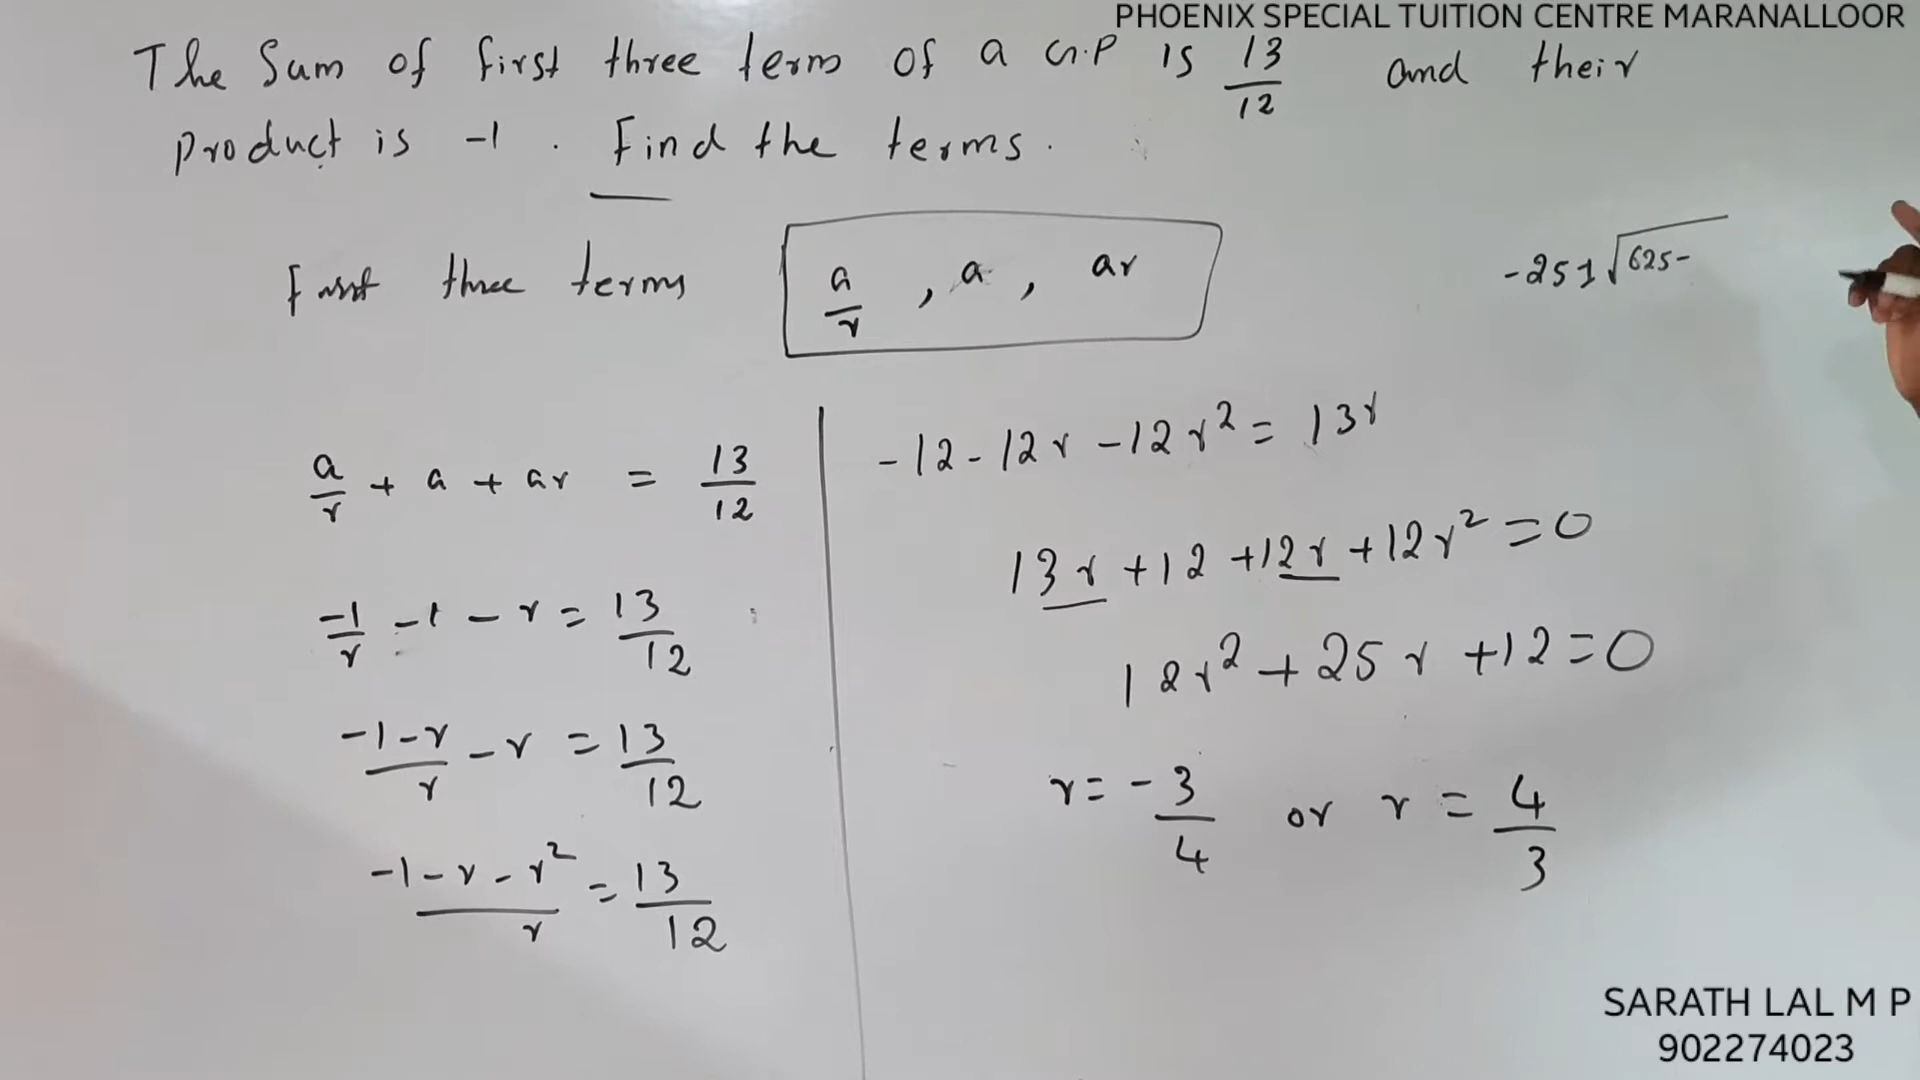 PHOENIX SPECIAL TUITION CENTRE MARANALLOOR
The Sum of first three term of a G.P is 13/12 and their
product is -1 . Find the terms.
First three terms a/r , a , ar
-25±√625-
a/r + a + ar = 13/12
-1/r -1 - r = 13/12
-1-r/r - r = 13/12
-1-r-r²/r = 13/12
-12-12r-12r² = 13r
13r+12+12r+12r²=0
12r²+25r+12=0
r= -3/4 or r = 4/3
SARATH LAL M P
902274023